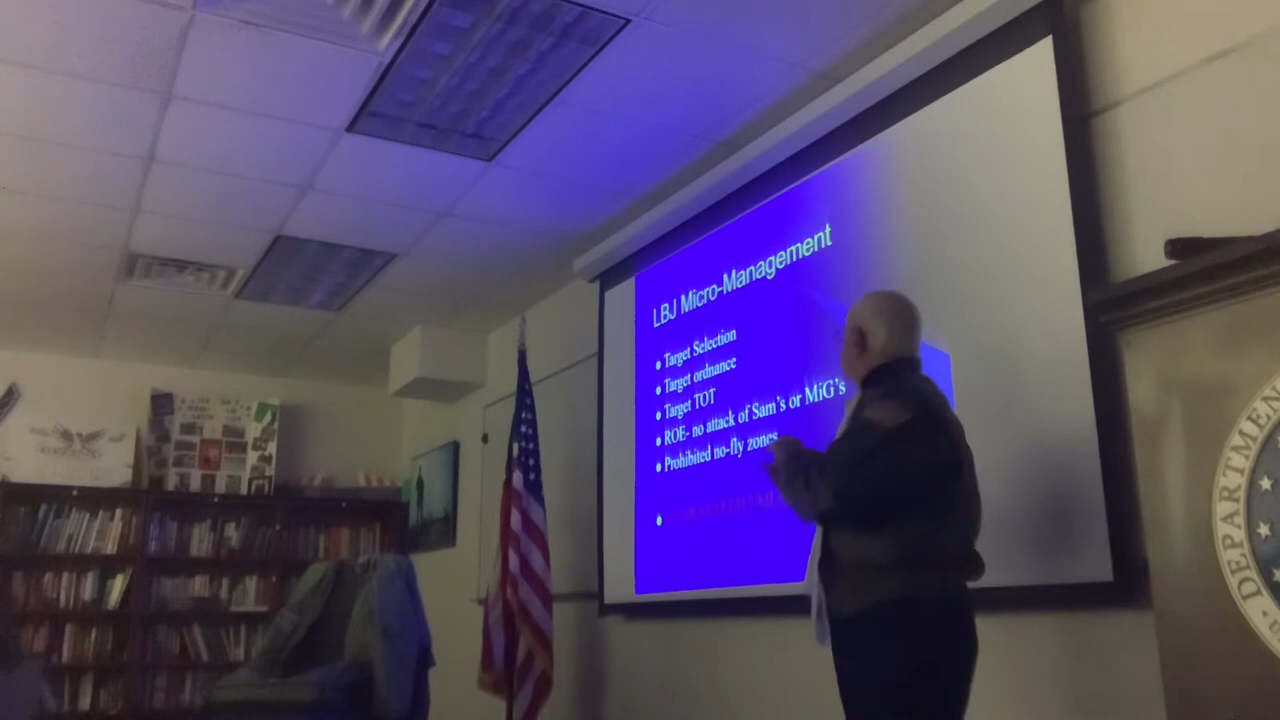 LBJ Micro-Management
• Target Selection
• Target ordnance
• Target TOT
• ROE- no attack of Sam's or MiG's
• Prohibited no-fly zones
DEPARTMEN